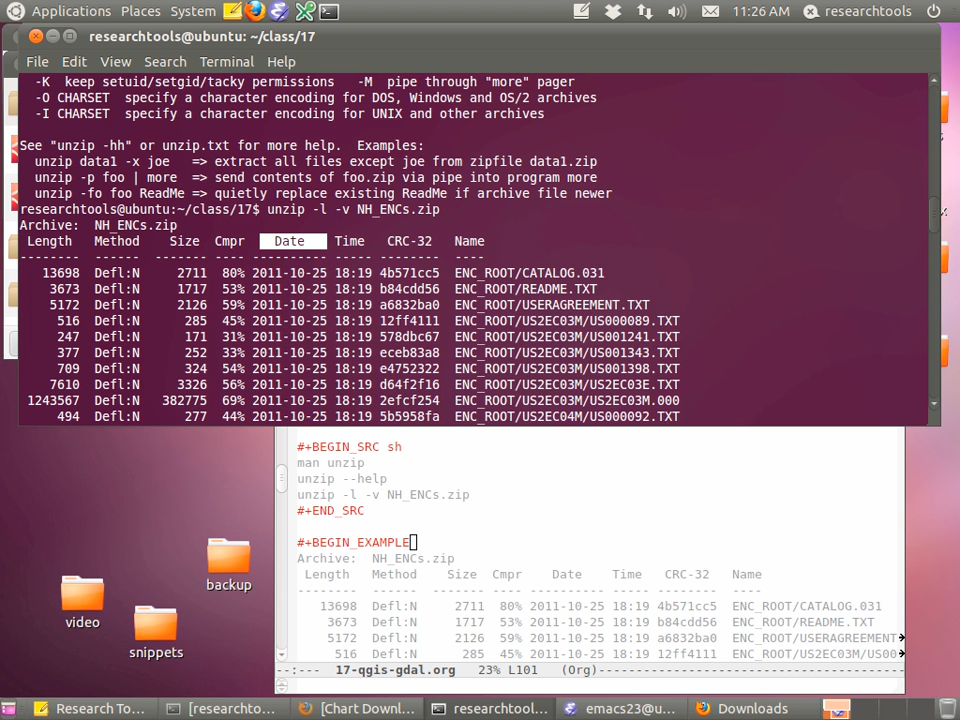 Applications Places System 11:26 AM researchtools
researchtools@ubuntu: ~/class/17
File Edit View Search Terminal Help
-K  keep setuid/setgid/tacky permissions   -M  pipe through "more" pager
-O CHARSET  specify a character encoding for DOS, Windows and OS/2 archives
-I CHARSET  specify a character encoding for UNIX and other archives
See "unzip -hh" or unzip.txt for more help.  Examples:
unzip data1 -x joe   => extract all files except joe from zipfile data1.zip
unzip -p foo | more  => send contents of foo.zip via pipe into program more
unzip -fo foo ReadMe => quietly replace existing ReadMe if archive file newer
researchtools@ubuntu:~/class/17$ unzip -l -v NH_ENCs.zip
Archive:  NH_ENCs.zip
Length   Method    Size  Cmpr    Date    Time   CRC-32   Name
--------  ------  ------- ---- ---------- ----- --------  ----
13698  Defl:N     2711  80% 2011-10-25 18:19 4b571cc5  ENC_ROOT/CATALOG.031
3673  Defl:N     1717  53% 2011-10-25 18:19 b84cdd56  ENC_ROOT/README.TXT
5172  Defl:N     2126  59% 2011-10-25 18:19 a6832ba0  ENC_ROOT/USERAGREEMENT.TXT
516  Defl:N      285  45% 2011-10-25 18:19 12ff4111  ENC_ROOT/US2EC03M/US000089.TXT
247  Defl:N      171  31% 2011-10-25 18:19 578dbc67  ENC_ROOT/US2EC03M/US001241.TXT
377  Defl:N      252  33% 2011-10-25 18:19 eceb83a8  ENC_ROOT/US2EC03M/US001343.TXT
709  Defl:N      324  54% 2011-10-25 18:19 e4752322  ENC_ROOT/US2EC03M/US001398.TXT
7610  Defl:N     3326  56% 2011-10-25 18:19 d64f2f16  ENC_ROOT/US2EC03M/US2EC03E.TXT
1243567  Defl:N   382775  69% 2011-10-25 18:19 2efcf254  ENC_ROOT/US2EC03M/US2EC03M.000
494  Defl:N      277  44% 2011-10-25 18:19 5b5958fa  ENC_ROOT/US2EC04M/US000092.TXT
#+BEGIN_SRC sh
man unzip
unzip --help
unzip -l -v NH_ENCs.zip
#+END_SRC
#+BEGIN_EXAMPLE
Archive:  NH_ENCs.zip
Length   Method    Size  Cmpr    Date    Time   CRC-32   Name
--------  ------  ------- ---- ---------- ----- --------  ----
13698  Defl:N     2711  80% 2011-10-25 18:19 4b571cc5  ENC_ROOT/CATALOG.031
3673  Defl:N     1717  53% 2011-10-25 18:19 b84cdd56  ENC_ROOT/README.TXT
5172  Defl:N     2126  59% 2011-10-25 18:19 a6832ba0  ENC_ROOT/USERAGREEMENT
516  Defl:N      285  45% 2011-10-25 18:19 12ff4111  ENC_ROOT/US2EC03M/US00
--:---  17-qgis-gdal.org   23% L101   (Org)
backup
video
snippets
Research To... [researchto... [Chart Downl... researchtools... emacs23@u... Downloads